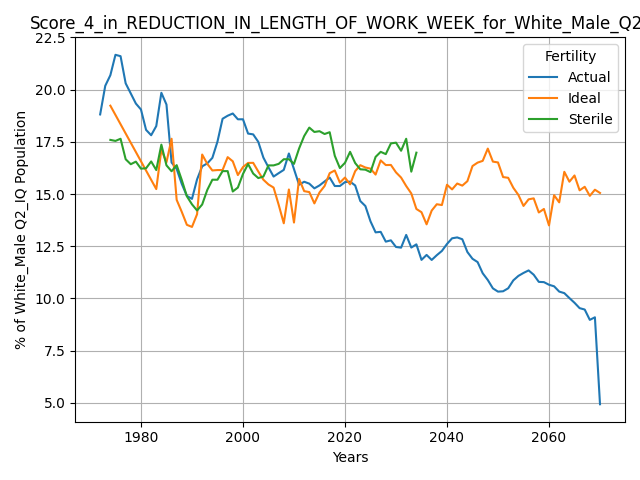 Score_4_in_REDUCTION_IN_LENGTH_OF_WORK_WEEK_for_White_Male_Q2
22.5
20.0
17.5
15.0
12.5
10.0
7.5
5.0
% of White_Male Q2_IQ Population
Fertility
Actual
Ideal
Sterile
1980 2000 2020 2040 2060
Years